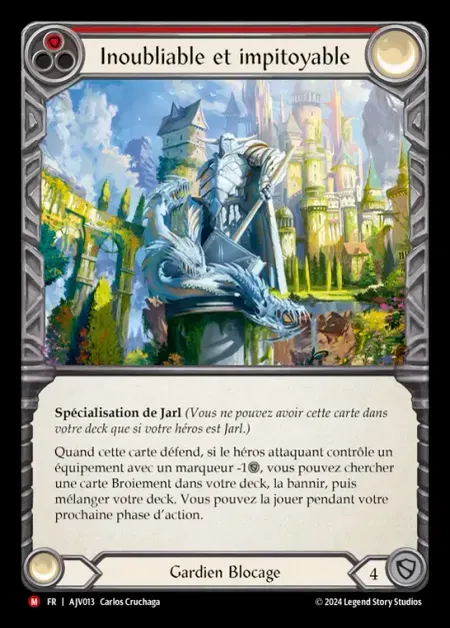 Inoubliable et impitoyable
Spécialisation de Jarl (Vous ne pouvez avoir cette carte dans
votre deck que si votre héros est Jarl.)
Quand cette carte défend, si le héros attaquant contrôle un
équipement avec un marqueur -1, vous pouvez chercher
une carte Broiement dans votre deck, la bannir, puis
mélanger votre deck. Vous pouvez la jouer pendant votre
prochaine phase d'action.
Gardien Blocage
4
M FR | AJV013 Carlos Cruchaga
© 2024 Legend Story Studios